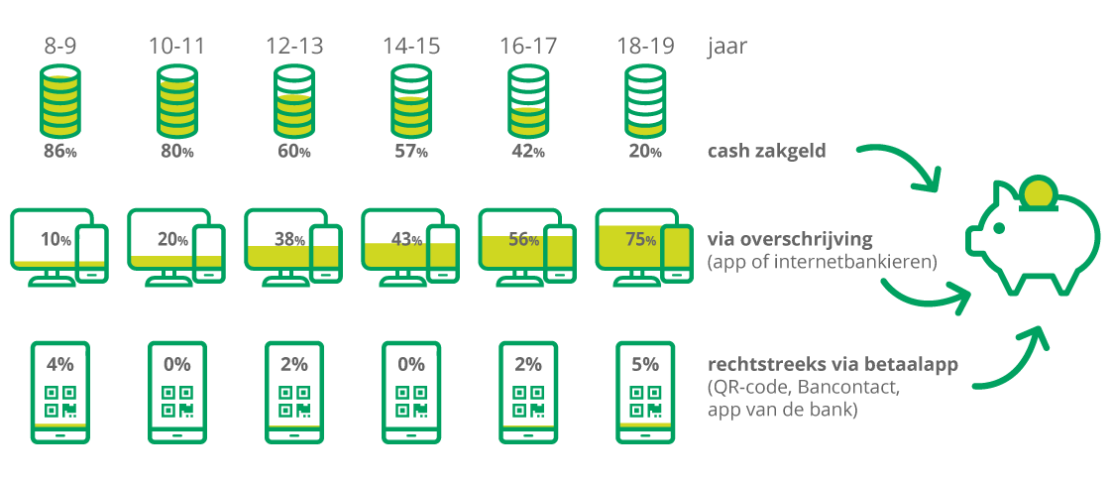 8-9 10-11 12-13 14-15 16-17 18-19 jaar
86% 80% 60% 57% 42% 20% cash zakgeld
10% 20% 38% 43% 56% 75% via overschrijving
(app of internetbankieren)
4% 0% 2% 0% 2% 5% rechtstreeks via betaalapp
(QR-code, Bancontact,
app van de bank)